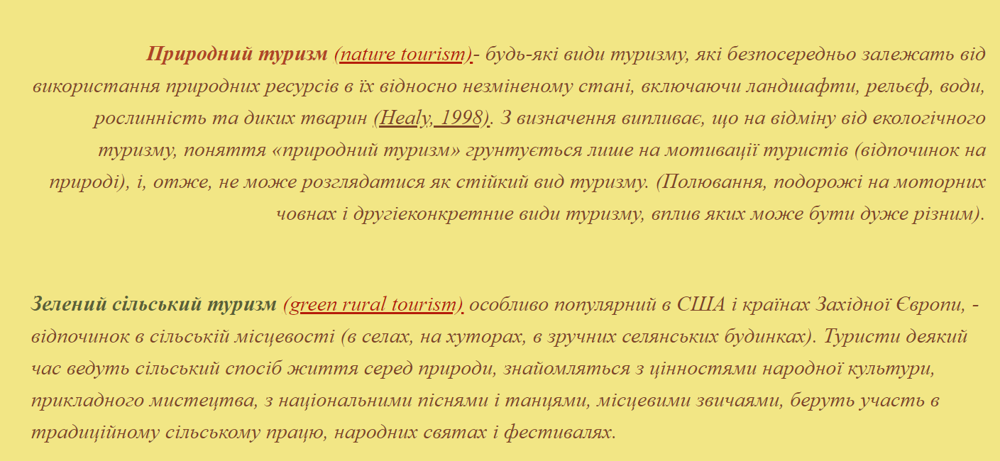 Природний туризм (nature tourism)- будь-які види туризму, які безпосередньо залежать від
використання природних ресурсів в їх відносно незміненому стані, включаючи ландшафти, рельєф, води,
рослинність та диких тварин (Healy, 1998). З визначення випливає, що на відміну від екологічного
туризму, поняття «природний туризм» грунтується лише на мотивації туристів (відпочинок на
природі), і, отже, не може розглядатися як стійкий вид туризму. (Полювання, подорожі на моторних
човнах і другіеконкретние види туризму, вплив яких може бути дуже різним).
Зелений сільський туризм (green rural tourism) особливо популярний в США і країнах Західної Європи, -
відпочинок в сільській місцевості (в селах, на хуторах, в зручних селянських будинках). Туристи деякий
час ведуть сільський спосіб життя серед природи, знайомляться з цінностями народної культури,
прикладного мистецтва, з національними піснями і танцями, місцевими звичаями, беруть участь в
традиційному сільському працю, народних святах і фестивалях.